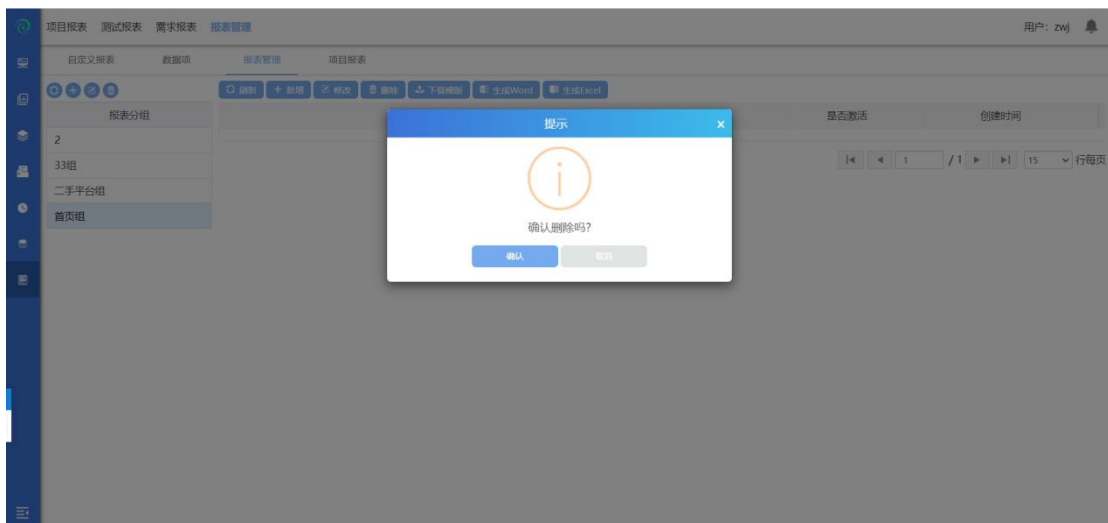 项目报表 测试报表 需求报表 报表管理 用户：zwj
自定义报表 数据项 报表管理 项目报表
刷新 新增 修改 删除 下载模版 生成Word 生成Excel
报表分组 是否激活 创建时间
提示 ×
2
33组
二手平台组
首页组
1 / 1 15 行每页
确认删除吗?
确认 取消